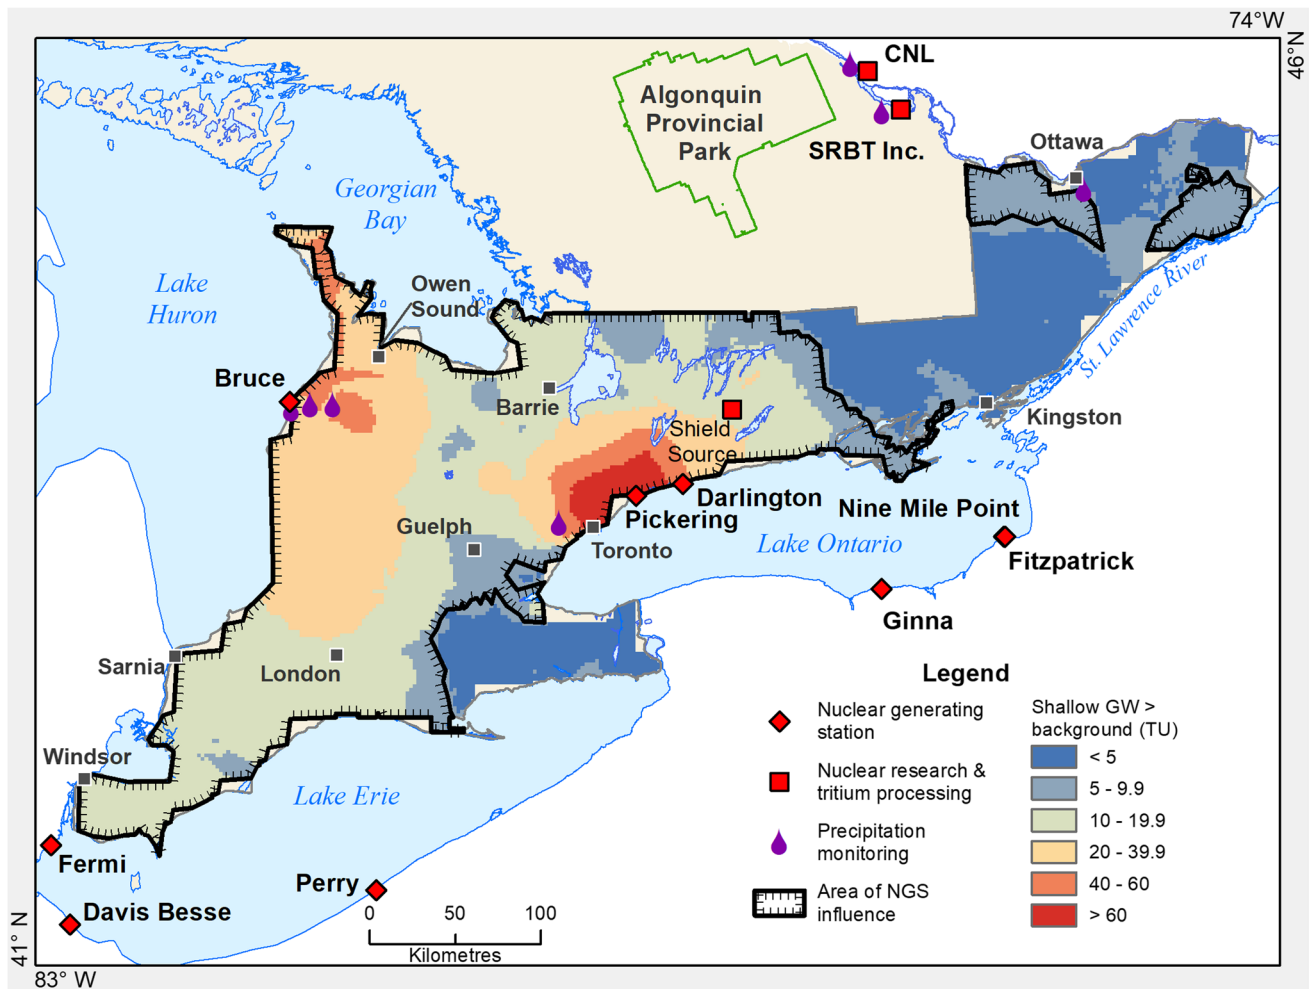 74°W
46°N
CNL
Algonquin
Provincial
Park
SRBT Inc.
Ottawa
Georgian
Bay
Lake
Huron
Owen
Sound
St. Lawrence River
Bruce
Barrie
Kingston
Shield
Source
Darlington
Nine Mile Point
Pickering
Guelph
Toronto
Lake Ontario
Fitzpatrick
Ginna
Sarnia
London
Legend
Nuclear generating
station
Nuclear research &
tritium processing
Precipitation
monitoring
Area of NGS
influence
Shallow GW >
background (TU)
< 5
5 - 9.9
10 - 19.9
20 - 39.9
40 - 60
> 60
Windsor
Lake Erie
Fermi
Perry
Davis Besse
0 50 100
Kilometres
41° N
83° W